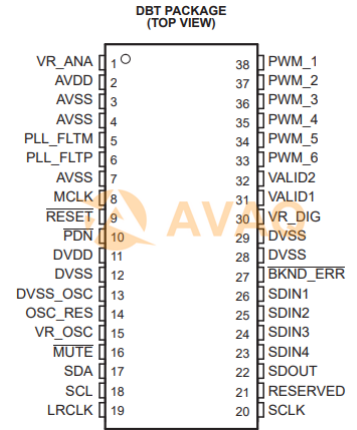 DBT PACKAGE
(TOP VIEW)
VR_ANA 1 38 PWM_1
AVDD 2 37 PWM_2
AVSS 3 36 PWM_3
AVSS 4 35 PWM_4
PLL_FLTM 5 34 PWM_5
PLL_FLTP 6 33 PWM_6
AVSS 7 32 VALID2
MCLK 8 31 VALID1
RESET 9 30 VR_DIG
PDN 10 29 DVSS
DVDD 11 28 DVSS
DVSS 12 27 BKND_ERR
DVSS_OSC 13 26 SDIN1
OSC_RES 14 25 SDIN2
VR_OSC 15 24 SDIN3
MUTE 16 23 SDIN4
SDA 17 22 SDOUT
SCL 18 21 RESERVED
LRCLK 19 20 SCLK
AVAQ